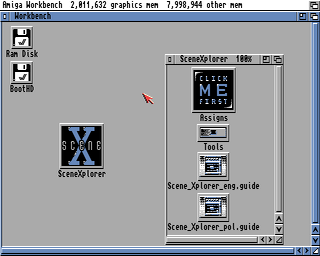 Amiga Workbench 2,011,632 graphics mem 7,998,944 other mem
Workbench
Ram Disk
BootHD
SCENE
X
SceneXplorer
SceneXplorer 100%
CLICK
ME
FIRST
Assigns
Tools
Scene_Xplorer_eng.guide
Scene_Xplorer_pol.guide